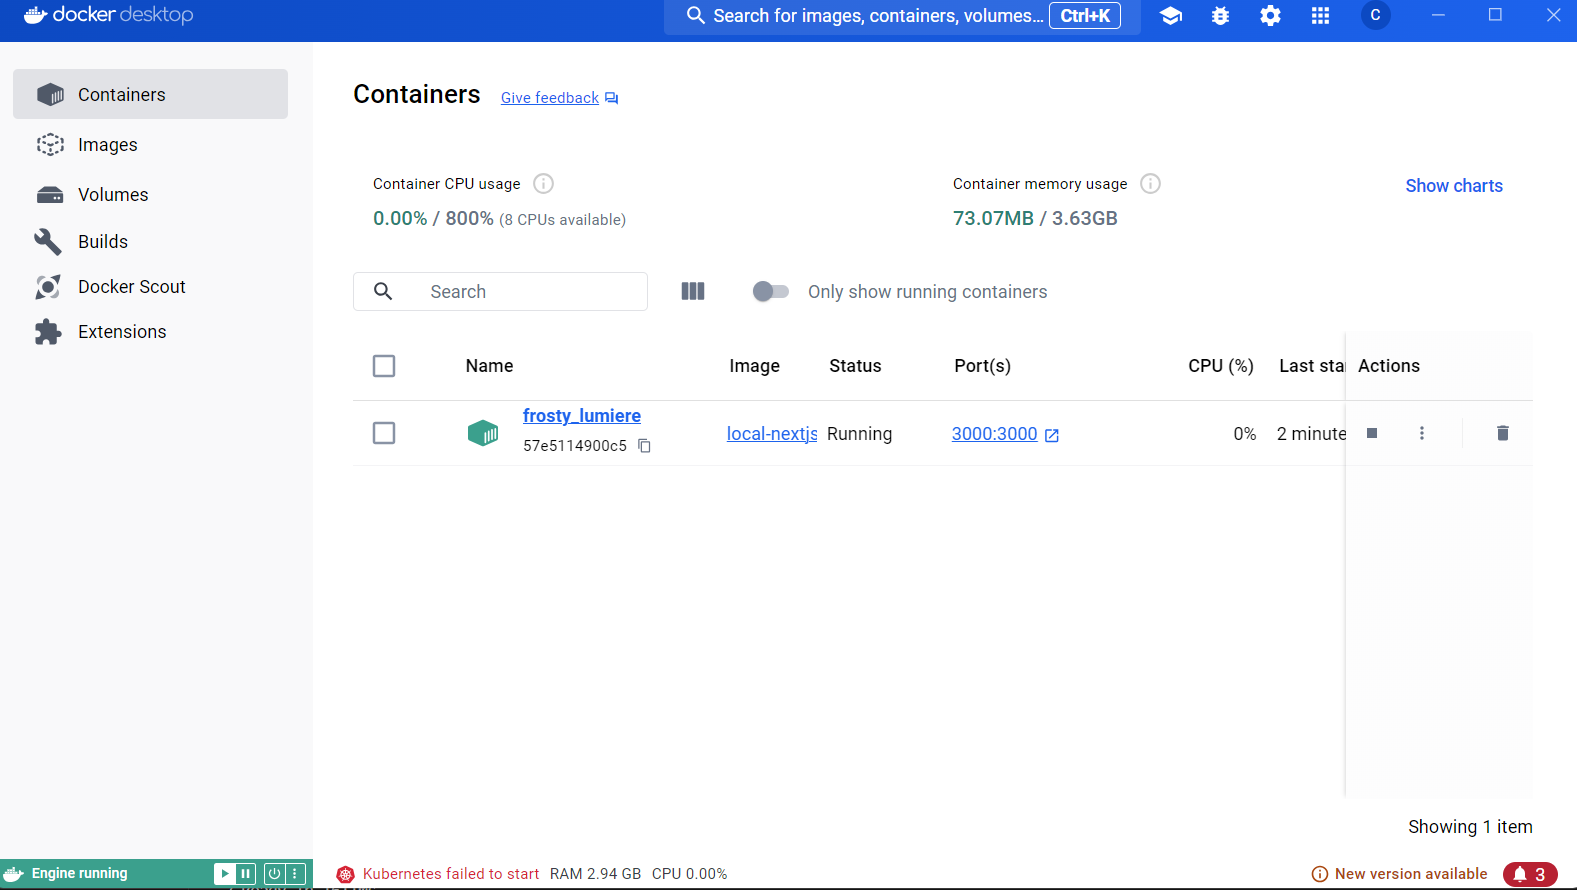 docker desktop
Search for images, containers, volumes... Ctrl+K
C
Containers
Images
Volumes
Builds
Docker Scout
Extensions
Containers Give feedback
Container CPU usage
0.00% / 800% (8 CPUs available)
Container memory usage
73.07MB / 3.63GB
Show charts
Search
Only show running containers
Name Image Status Port(s) CPU (%) Last sta Actions
frosty_lumiere
57e5114900c5
local-nextjs Running 3000:3000 0% 2 minute
Showing 1 item
Engine running
Kubernetes failed to start RAM 2.94 GB CPU 0.00%
New version available 3